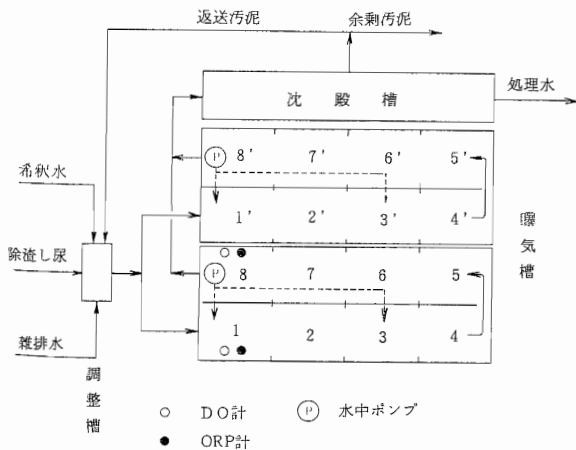 返送汚泥
余剰汚泥
沈殿槽
処理水
P
8' 7' 6' 5'
希釈水
1' 2' 3' 4'
曝気槽
除渣し尿
P
8 7 6 5
1 2 3 4
雑排水
調整槽
○ DO計
P 水中ポンプ
● ORP計